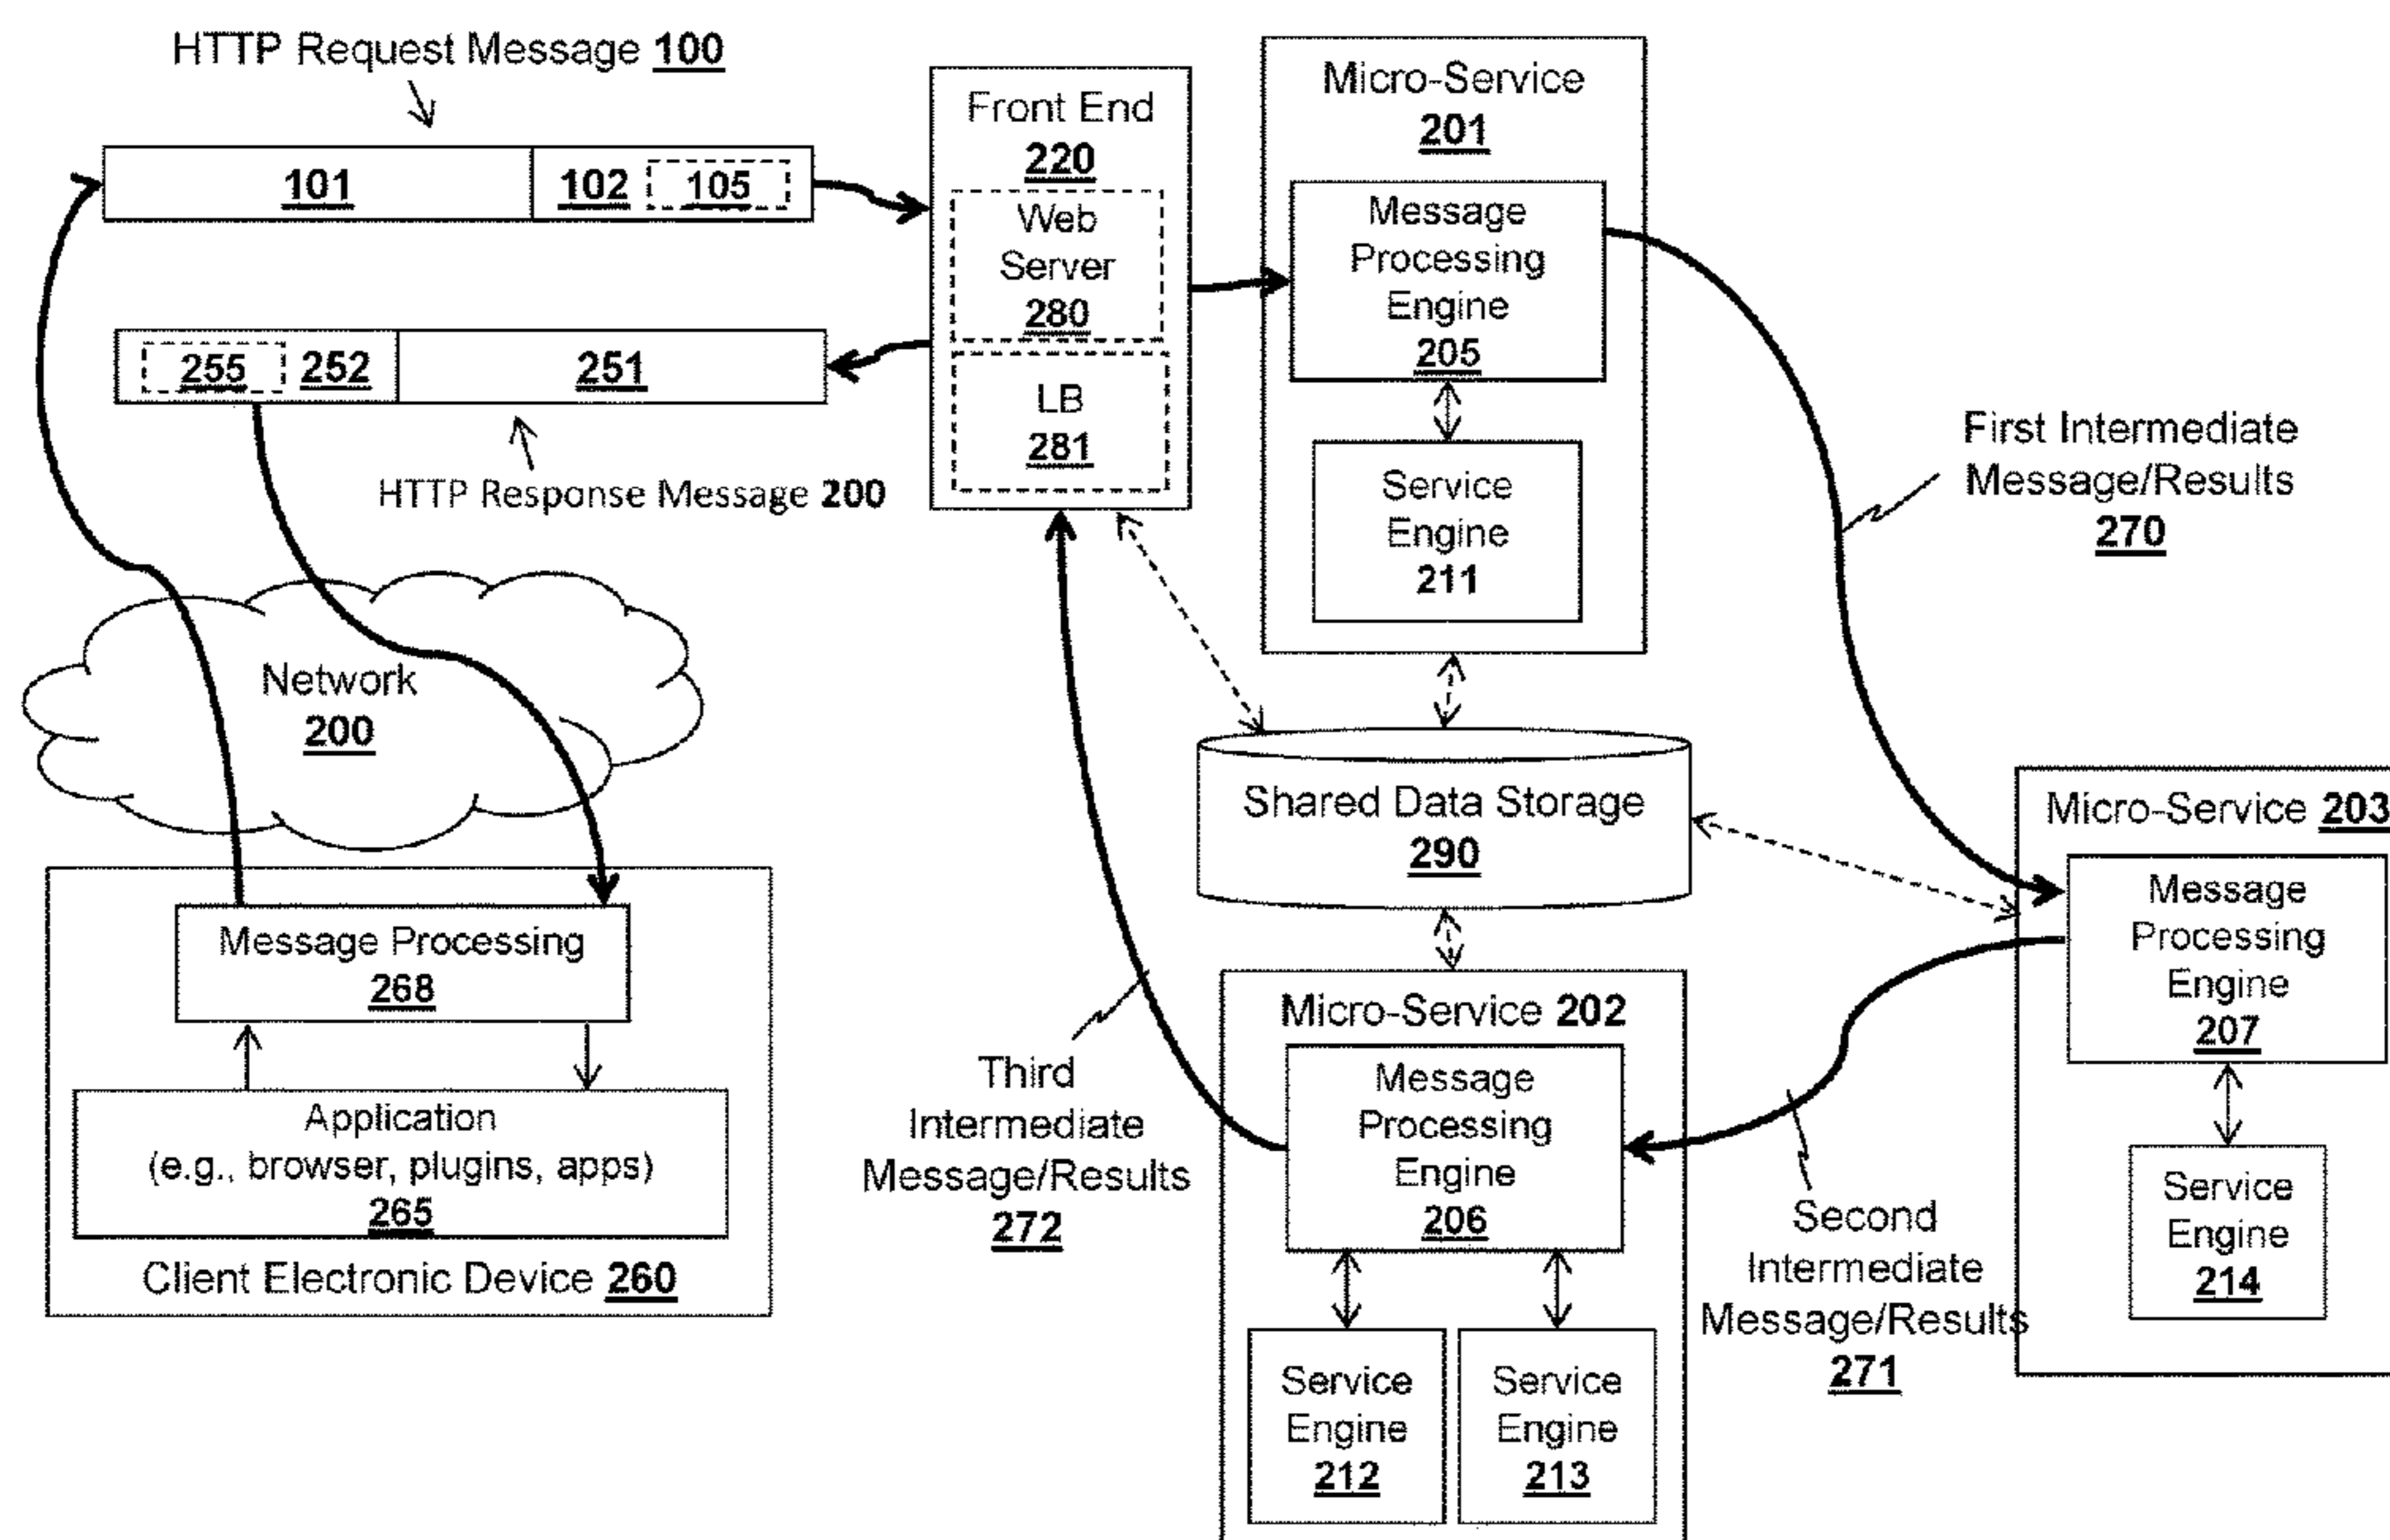 HTTP Request Message 100
101
102
105
255
252
251
HTTP Response Message 200
Front End
220
Web
Server
280
LB
281
Micro-Service
201
Message
Processing
Engine
205
Service
Engine
211
First Intermediate
Message/Results
270
Network
200
Shared Data Storage
290
Micro-Service 203
Message
Processing
Engine
207
Service
Engine
214
Message Processing
268
Application
(e.g., browser, plugins, apps)
265
Client Electronic Device 260
Third
Intermediate
Message/Results
272
Micro-Service 202
Message
Processing
Engine
206
Service
Engine
212
Service
Engine
213
Second
Intermediate
Message/Results
271